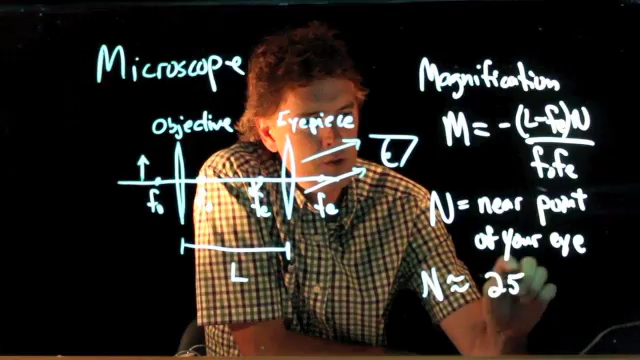 Microscope
Objective Eyepiece
fo fo fe fe
L
Magnification
M = -(L-fe)N
fofe
N = near point
of your eye
N ≈ 25